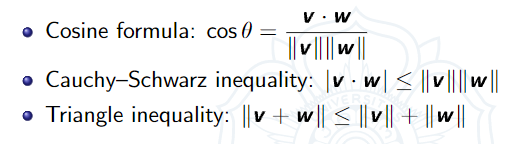 Cosine formula: cos θ = v · w / ‖v‖‖w‖
Cauchy–Schwarz inequality: |v · w| ≤ ‖v‖‖w‖
Triangle inequality: ‖v + w‖ ≤ ‖v‖ + ‖w‖